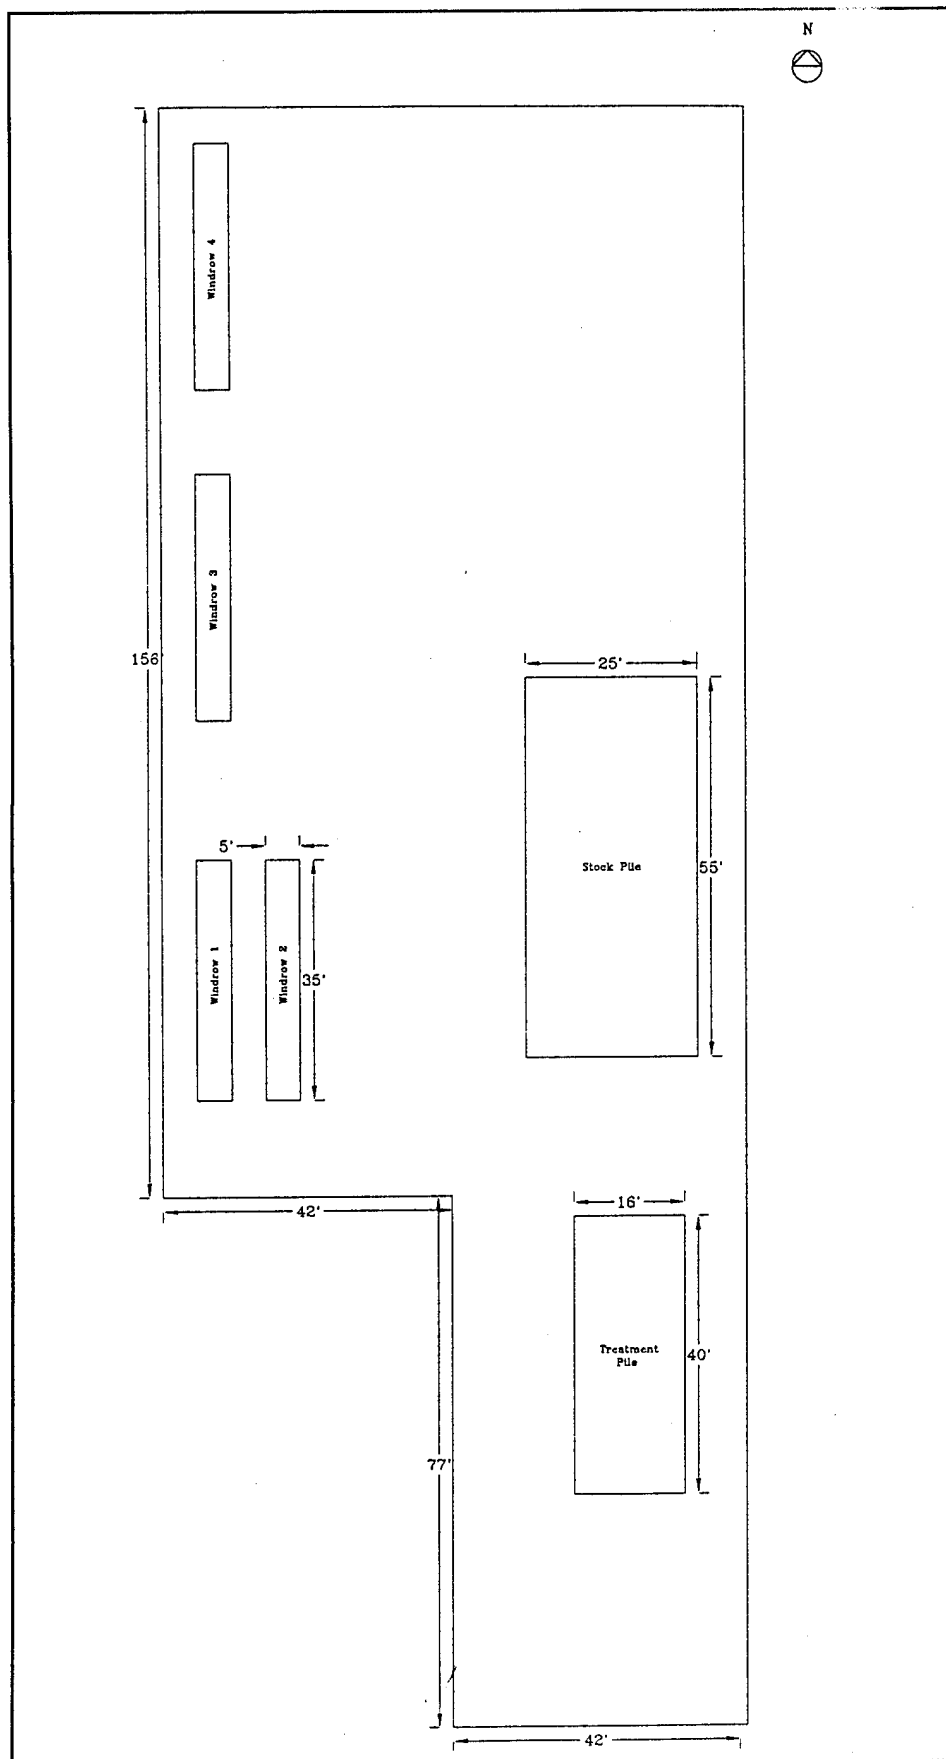 N
Windrow 4
Windrow 3
156'
25'
5'
Stock Pile
55'
Windrow 1
Windrow 2
35'
42'
16'
Treatment
Pile
40'
77'
42'